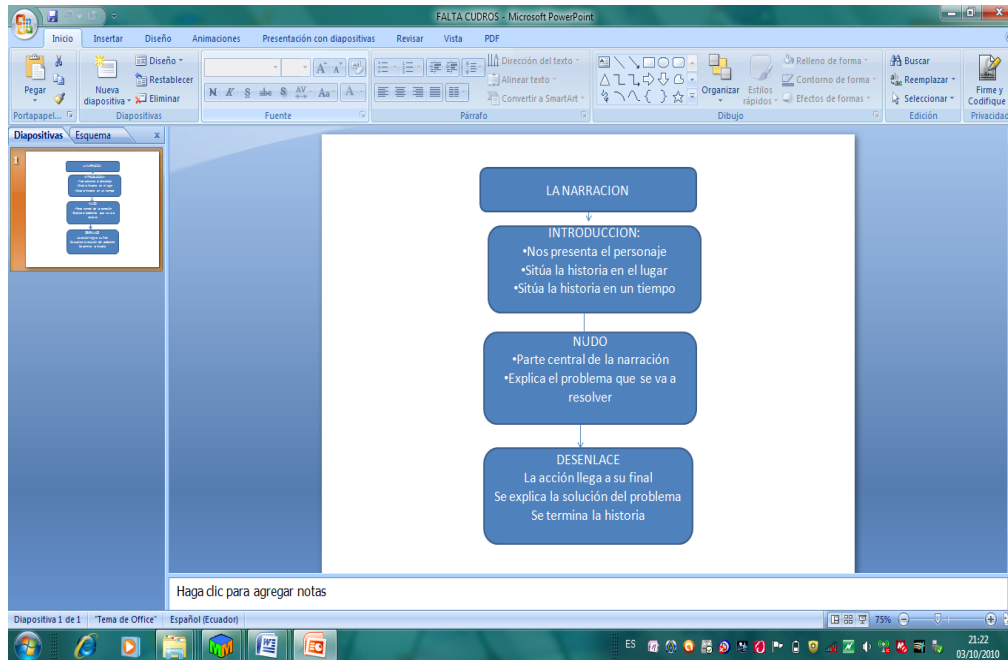 FALTA CUDROS - Microsoft PowerPoint
Inicio Insertar Diseño Animaciones Presentación con diapositivas Revisar Vista PDF
Pegar
Nueva diapositiva
Diseño
Restablecer
Eliminar
N K S abc S AV Aa A
Dirección del texto
Alinear texto
Convertir a SmartArt
Organizar
Estilos rápidos
Relleno de forma
Contorno de forma
Efectos de formas
Buscar
Reemplazar
Seleccionar
Firme y
Codifique
Portapapel... Diapositivas Fuente Párrafo Dibujo Edición Privacidad
Diapositivas Esquema x
1
LA NARRACION
INTRODUCCION:
•Nos presenta el personaje
•Sitúa la historia en el lugar
•Sitúa la historia en un tiempo
NUDO
•Parte central de la narración
•Explica el problema que se va a
resolver
DESENLACE
La acción llega a su final
Se explica la solución del problema
Se termina la historia
Haga clic para agregar notas
Diapositiva 1 de 1 "Tema de Office" Español (Ecuador) 75%
ES 21:22
03/10/2010